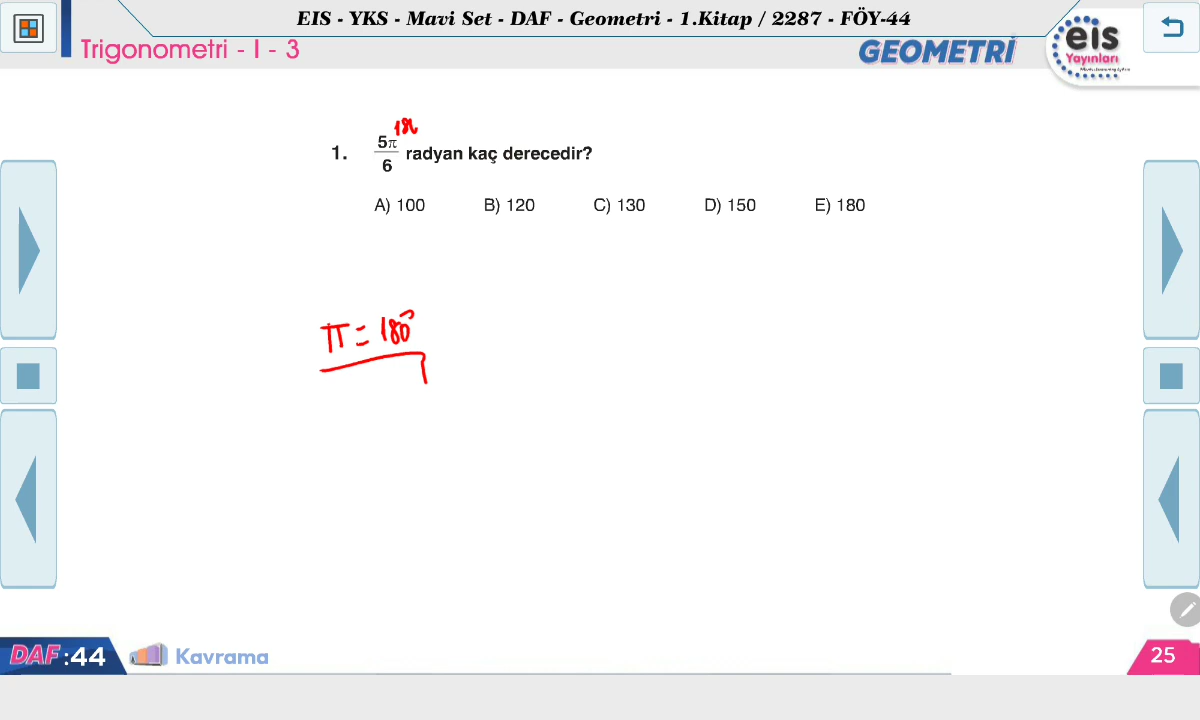 EIS - YKS - Mavi Set - DAF - Geometri - 1.Kitap / 2287 - FÖY-44
Trigonometri - I - 3
GEOMETRİ
eis
Yayınları
1. 5π/6 radyan kaç derecedir?
A) 100 B) 120 C) 130 D) 150 E) 180
π = 180°
DAF :44
Kavrama
25